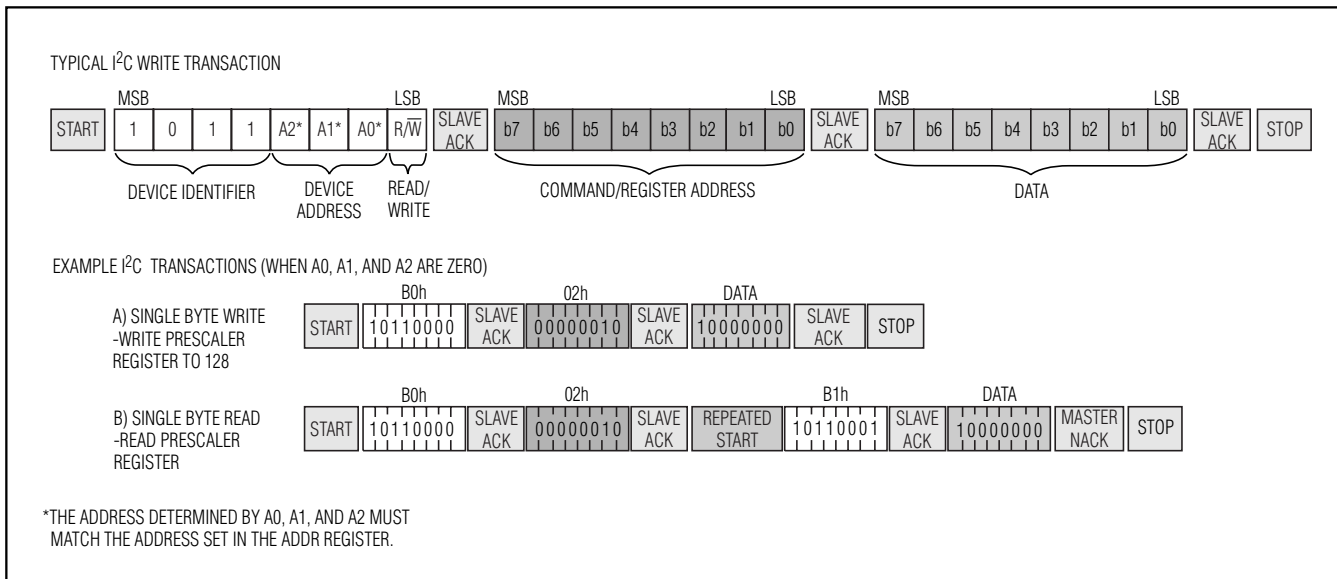 TYPICAL I2C WRITE TRANSACTION
MSB LSB MSB LSB MSB LSB
START 1 0 1 1 A2* A1* A0* R/W̅ SLAVE ACK b7 b6 b5 b4 b3 b2 b1 b0 SLAVE ACK b7 b6 b5 b4 b3 b2 b1 b0 SLAVE ACK STOP
DEVICE IDENTIFIER DEVICE ADDRESS READ/WRITE COMMAND/REGISTER ADDRESS DATA
EXAMPLE I2C TRANSACTIONS (WHEN A0, A1, AND A2 ARE ZERO)
B0h 02h DATA
A) SINGLE BYTE WRITE
-WRITE PRESCALER
REGISTER TO 128
START 10110000 SLAVE ACK 00000010 SLAVE ACK 10000000 SLAVE ACK STOP
B0h 02h B1h DATA
B) SINGLE BYTE READ
-READ PRESCALER
REGISTER
START 10110000 SLAVE ACK 00000010 SLAVE ACK REPEATED START 10110001 SLAVE ACK 10000000 MASTER NACK STOP
*THE ADDRESS DETERMINED BY A0, A1, AND A2 MUST
MATCH THE ADDRESS SET IN THE ADDR REGISTER.